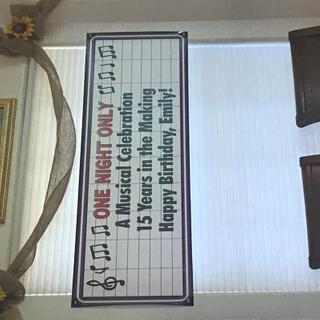 ONE NIGHT ONLY
A Musical Celebration
15 Years in the Making
Happy Birthday, Emily!